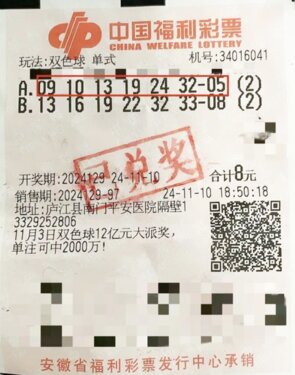 中国福利彩票
CHINA WELFARE LOTTERY
玩法:双色球 单式 机号:34016041
A.09 10 13 19 24 32-05 (2)
B.13 16 19 22 32 33-08 (2)
已兑奖
开奖期:2024129 24-11-10 合计8元
销售期:2024129-97 24-11-10 18:50:18
地址:庐江县南门平安医院隔壁1
3329252806
11月3日双色球12亿元大派奖,
单注可中2000万!
安徽省福利彩票发行中心承销